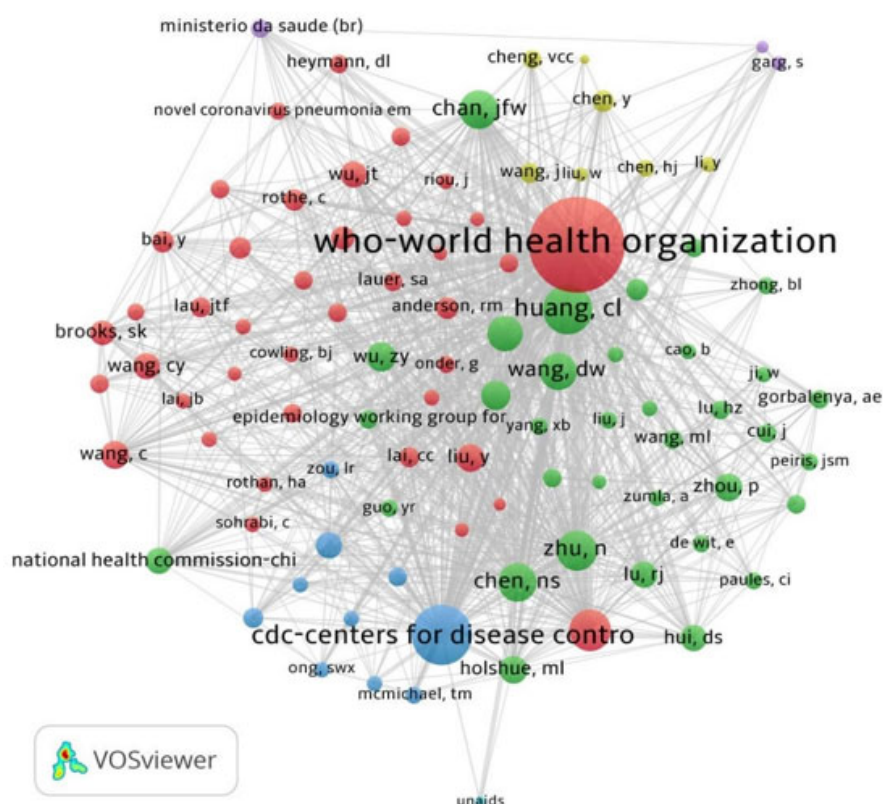 ministerio da saude (br)
heymann, dl
cheng, vcc
garg, s
novel coronavirus pneumonia em
chan, jfw
chen, y
wu, jt
riou, j
wang, j
liu, w
chen, hj
li, y
rothe, c
bai, y
who-world health organization
lauer, sa
zhong, bl
lau, jtf
anderson, rm
huang, cl
brooks, sk
cowling, bj
wu, zy
onder, g
wang, dw
cao, b
wang, cy
ji, w
lai, jb
epidemiology working group for
gorbalenya, ae
yang, xb
liu, j
lu, hz
wang, ml
cui, j
wang, c
zou, lr
lai, cc
liu, y
peiris, jsm
rothan, ha
guo, yr
zumla, a
zhou, p
sohrabi, c
zhu, n
de wit, e
national health commission-chi
chen, ns
lu, rj
paules, ci
cdc-centers for disease contro
hui, ds
ong, swx
holshue, ml
mcmichael, tm
VOSviewer
unaids